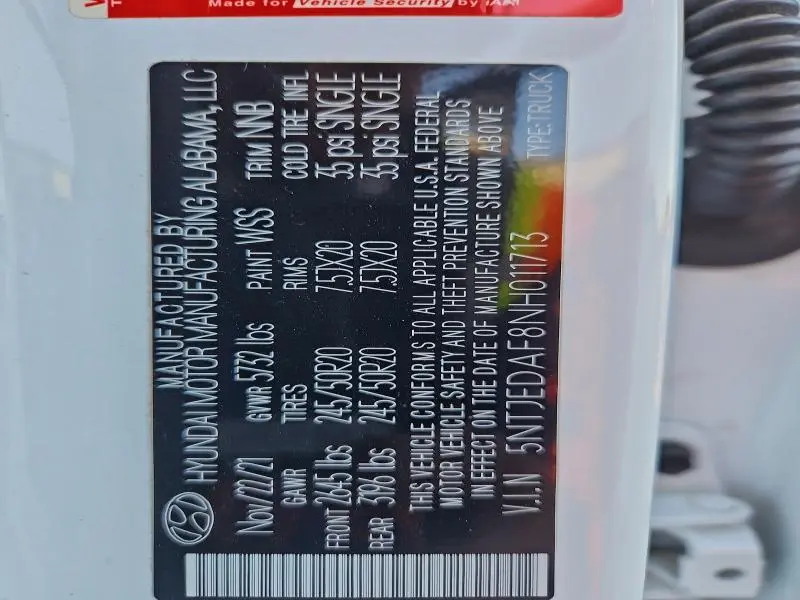 Made for Vehicle Security by
MANUFACTURED BY
HYUNDAI MOTOR MANUFACTURING ALABAMA, LLC
Nov/22/21 GVWR 5732 lbs PAINT WSS TRIM NNB
GAWR TIRES RIMS COLD TIRE INFL
FRONT 2645 lbs 245/50R20 7.5JX20 35 psi SINGLE
REAR 3196 lbs 245/50R20 7.5JX20 35 psi SINGLE
THIS VEHICLE CONFORMS TO ALL APPLICABLE U.S.A. FEDERAL
MOTOR VEHICLE SAFETY AND THEFT PREVENTION STANDARDS
IN EFFECT ON THE DATE OF MANUFACTURE SHOWN ABOVE
V.I.N 5NTJEDAF8NH011713 TYPE:TRUCK